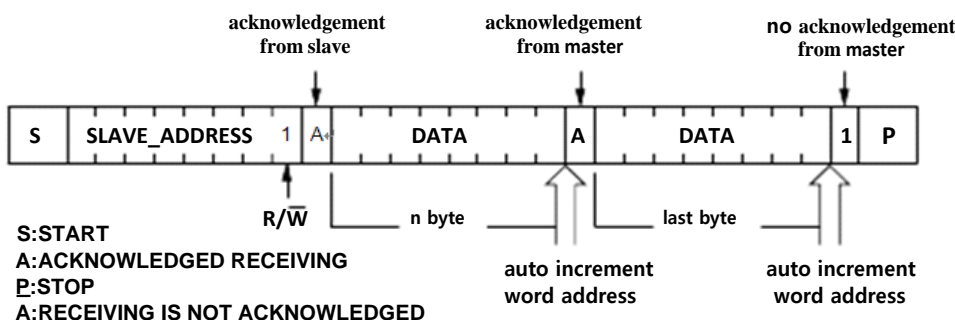 acknowledgement
from slave
acknowledgement
from master
no acknowledgement
from master
S
SLAVE_ADDRESS
1
A
DATA
A
DATA
1
P
R/W̅
n byte
last byte
auto increment
word address
auto increment
word address
S:START
A:ACKNOWLEDGED RECEIVING
P:STOP
A:RECEIVING IS NOT ACKNOWLEDGED